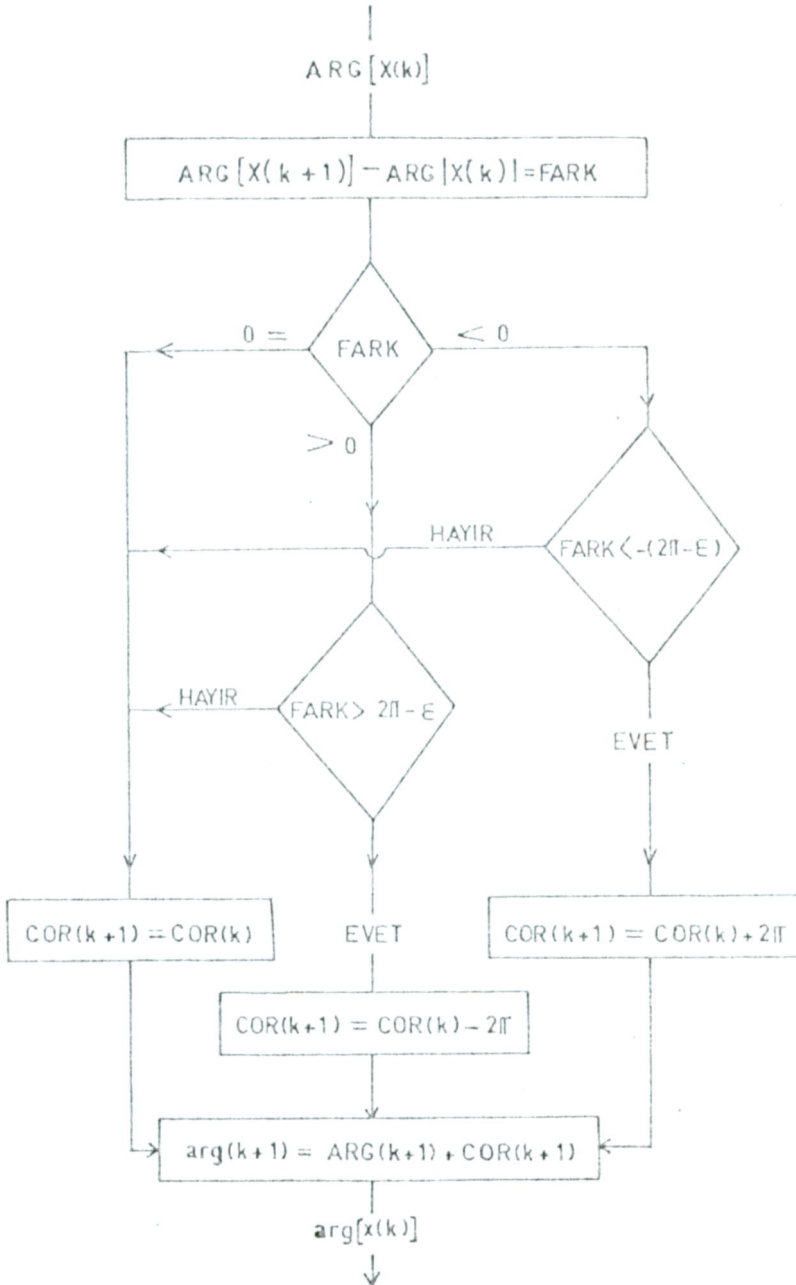 ARG[X(k)]
ARG[X(k+1)]-ARG|X(k)|=FARK
0 =
FARK
< 0
> 0
HAYIR
FARK<-(2π-ε)
HAYIR
FARK> 2π-ε
EVET
COR(k+1)=COR(k)
EVET
COR(k+1)=COR(k)+2π
COR(k+1)=COR(k)-2π
arg(k+1)= ARG(k+1)+COR(k+1)
arg[x(k)]